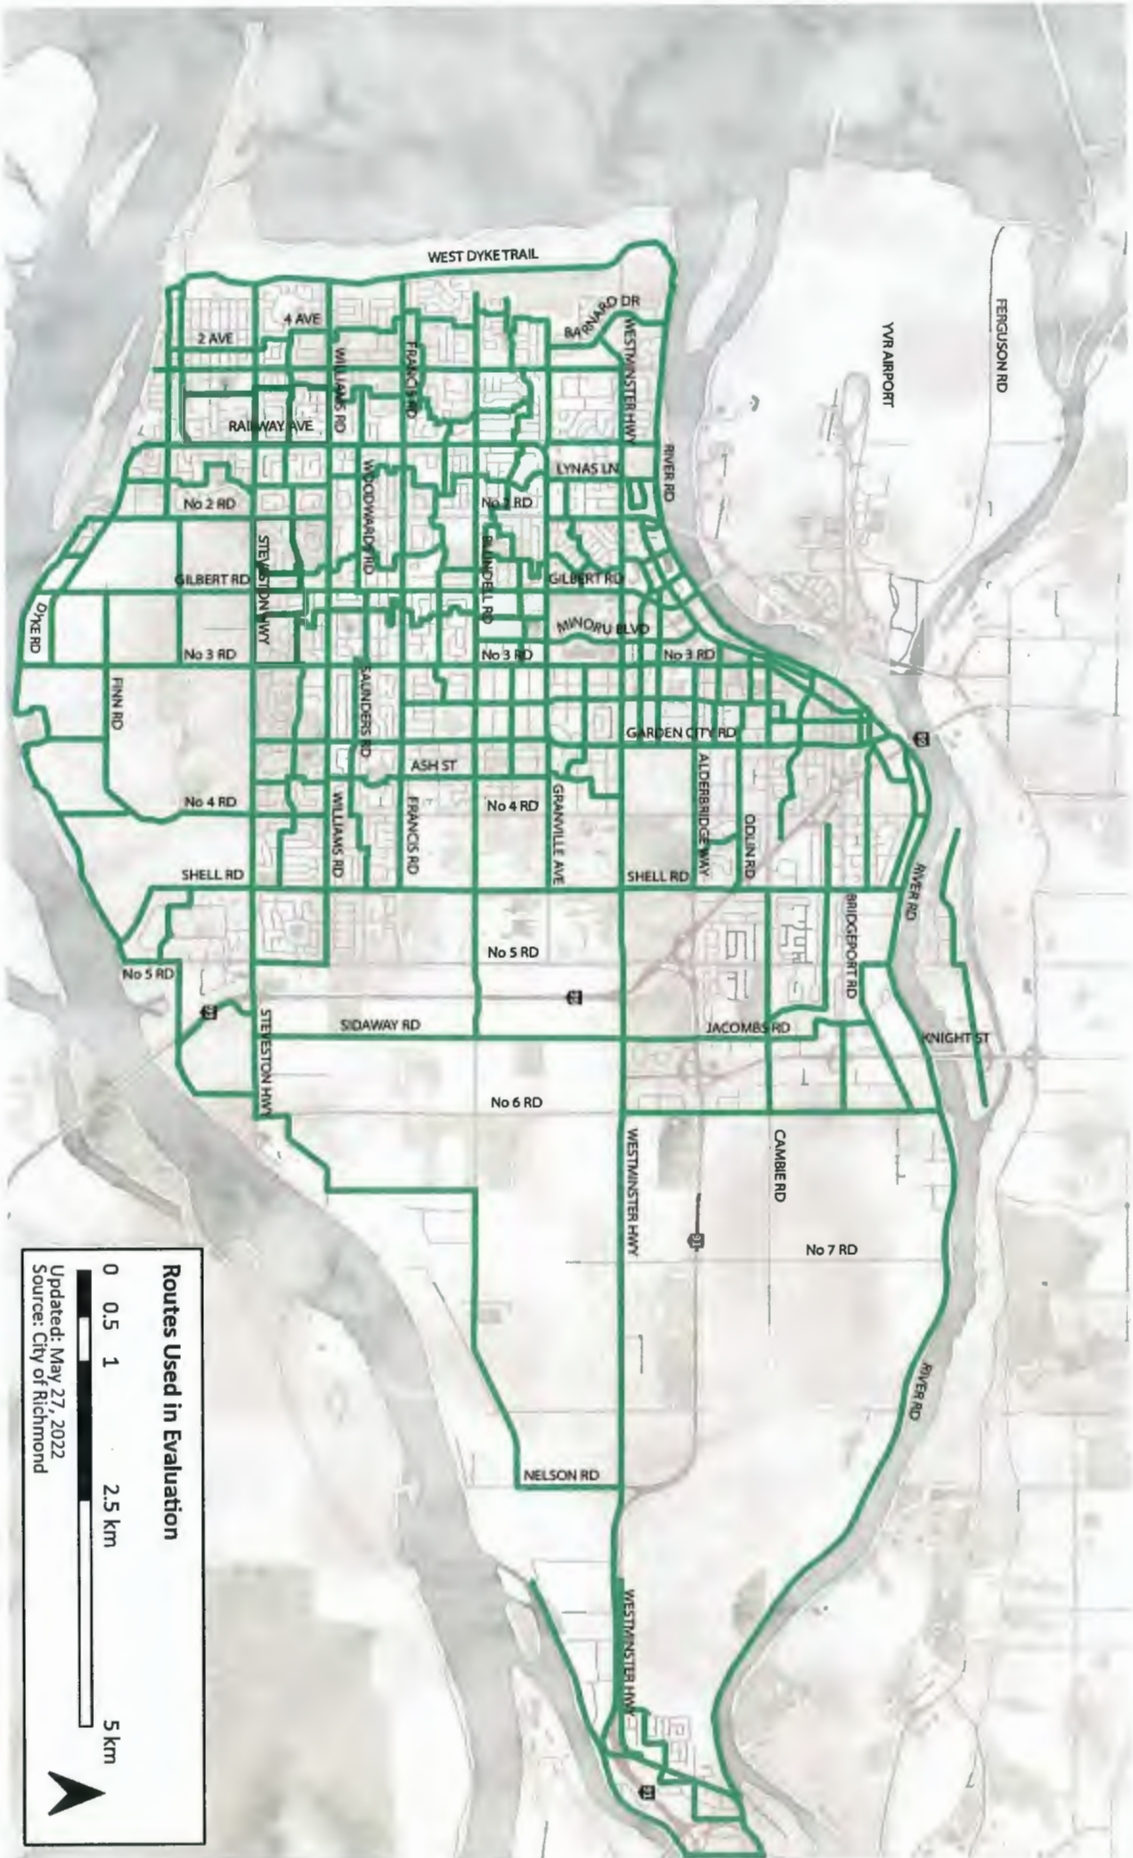 FERGUSON RD
YVR AIRPORT
WEST DYKE TRAIL
BARNARD DR
4 AVE
2 AVE
WESTMINSTER HWY
FRANCIS RD
WILLIAMS RD
RAILWAY AVE
RIVER RD
LYNAS LN
WOODWARDS RD
No 2 RD
No 2 RD
BLUNDELL RD
STEVESTON HWY
GILBERT RD
GILBERT RD
DYKE RD
MINORU BLVD
No 3 RD
No 3 RD
No 3 RD
SAUNDERS RD
FINN RD
GARDEN CITY RD
99
ASH ST
ALDERBRIDGE WAY
No 4 RD
No 4 RD
WILLIAMS RD
FRANCIS RD
GRANVILLE AVE
ODLIN RD
SHELL RD
SHELL RD
RIVER RD
BRIDGEPORT RD
No 5 RD
No 5 RD
99
99
SIDAWAY RD
JACOMBS RD
KNIGHT ST
STEVESTON HWY
No 6 RD
WESTMINSTER HWY
CAMBIE RD
91
No 7 RD
RIVER RD
NELSON RD
WESTMINSTER HWY
91
Routes Used in Evaluation
0 0.5 1 2.5 km 5 km
Updated: May 27, 2022
Source: City of Richmond